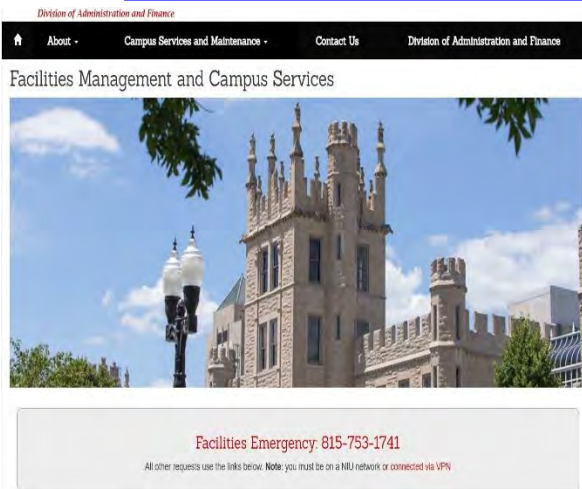 Division of Administration and Finance
About - Campus Services and Maintenance - Contact Us Division of Administration and Finance
Facilities Management and Campus Services
Facilities Emergency: 815-753-1741
All other requests use the links below. Note: you must be on a NIU network or connected via VPN